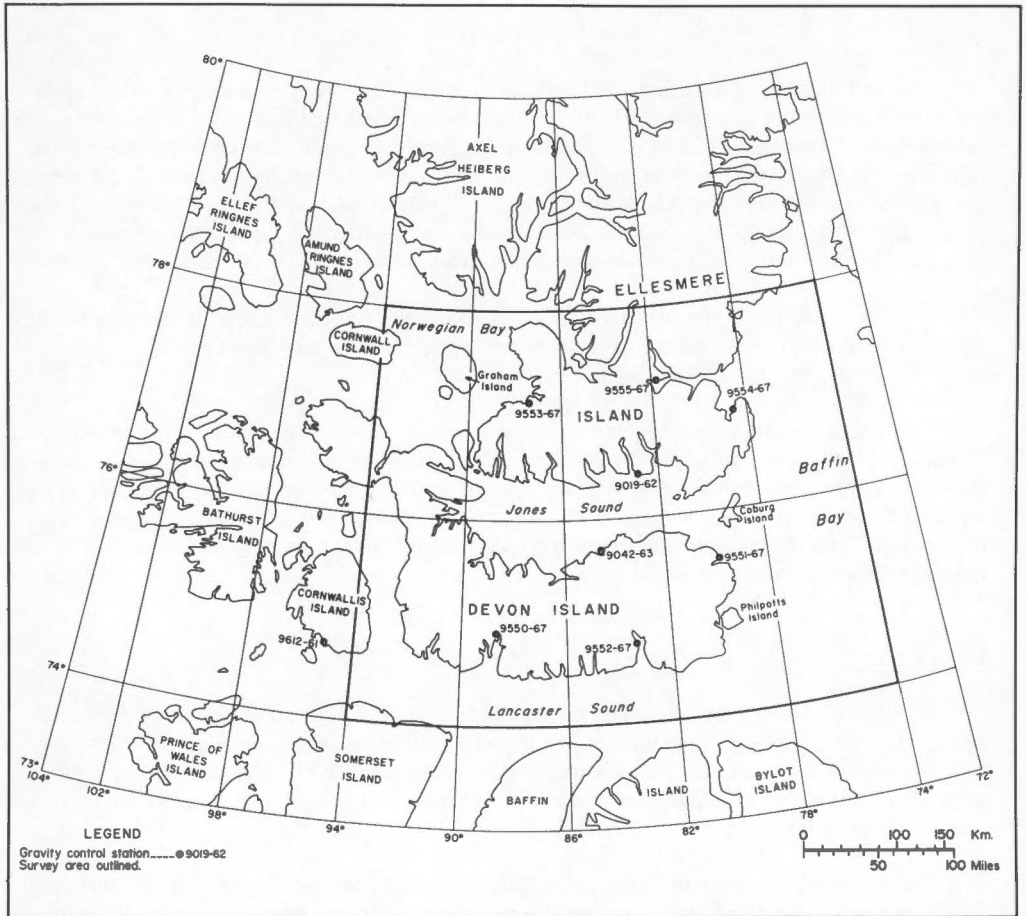 80°
AXEL
HEIBERG
ISLAND
ELLEF
RINGNES
ISLAND
AMUND
RINGNES
ISLAND
78°
ELLESMERE
Norwegian Bay
CORNWALL
ISLAND
Graham
Island
9555-67
9554-67
9553-67
ISLAND
76°
9019-62
Baffin
Bay
BATHURST
ISLAND
Jones Sound
Coburg
Island
9042-63
9551-67
CORNWALLIS
ISLAND
DEVON ISLAND
Philpotts
Island
9550-67
9612-61
9552-67
74°
Lancaster Sound
PRINCE OF
WALES
ISLAND
SOMERSET
ISLAND
BAFFIN
ISLAND
BYLOT
ISLAND
73°
104°
102°
98°
94°
90°
86°
82°
78°
74°
72°
LEGEND
Gravity control station_____●9019-62
Survey area outlined.
0 100 150 Km.
50 100 Miles